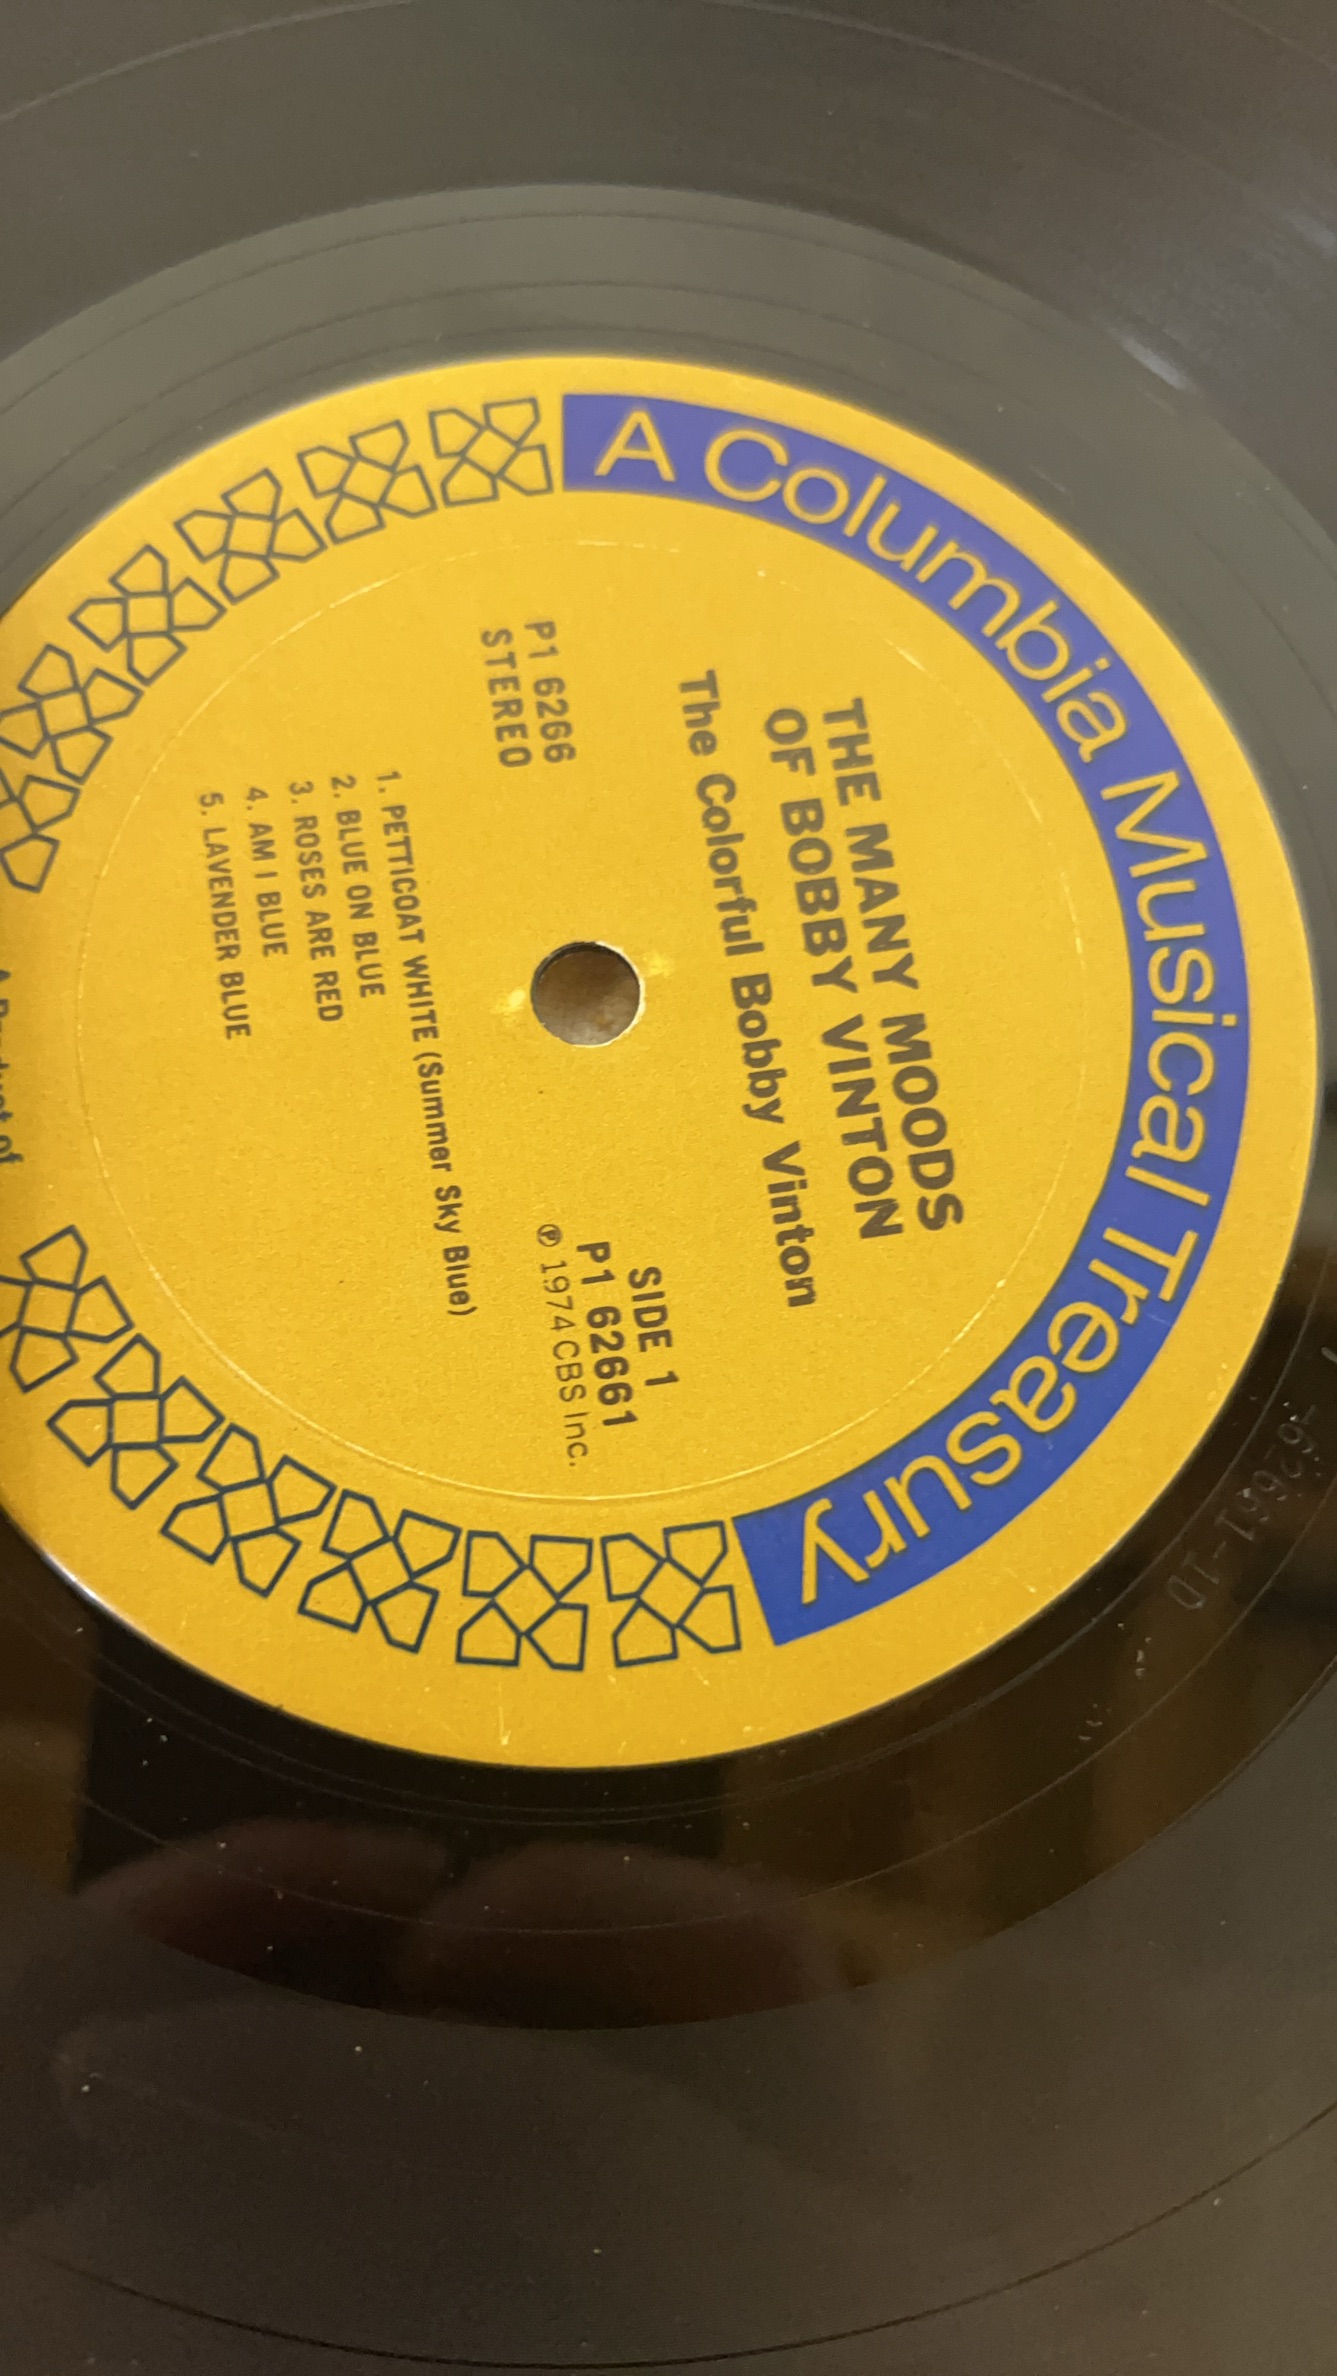 A Columbia Musical Treasury
THE MANY MOODS
OF BOBBY VINTON
The Colorful Bobby Vinton
P1 6266
STEREO
SIDE 1
P1 62661
℗ 1974 CBS Inc.
1. PETTICOAT WHITE (Summer Sky Blue)
2. BLUE ON BLUE
3. ROSES ARE RED
4. AM I BLUE
5. LAVENDER BLUE
62661-1D